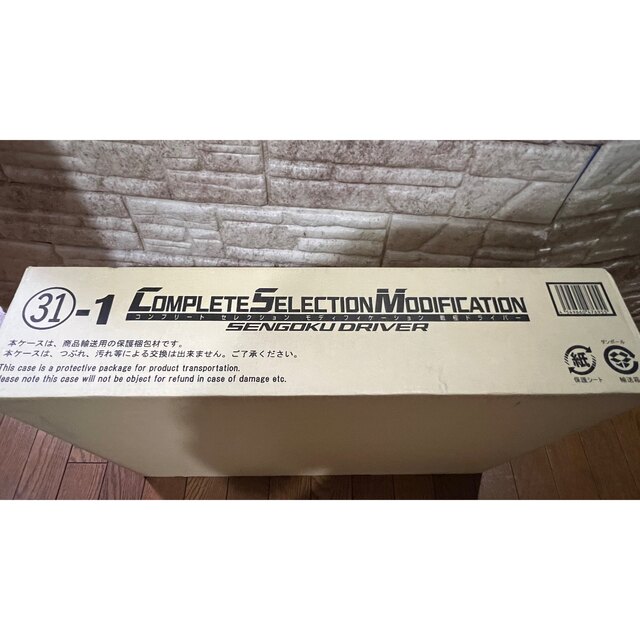 31-1 COMPLETE SELECTION MODIFICATION
コンプリート セレクション モディフィケーション 戦極ドライバー
SENGOKU DRIVER
本ケースは、商品輸送用の保護梱包材です。
本ケースは、つぶれ、汚れ等による交換は出来ません。ご了承ください。
This case is a protective package for product transportation.
Please note this case will not be object for refund in case of damage etc.
紙
保護シート
ダンボール
輸送箱